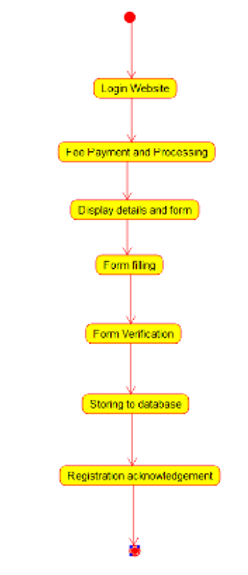 Login Website
Fee Payment and Processing
Display details and form
Form filling
Form Verification
Storing to database
Registration acknowledgement